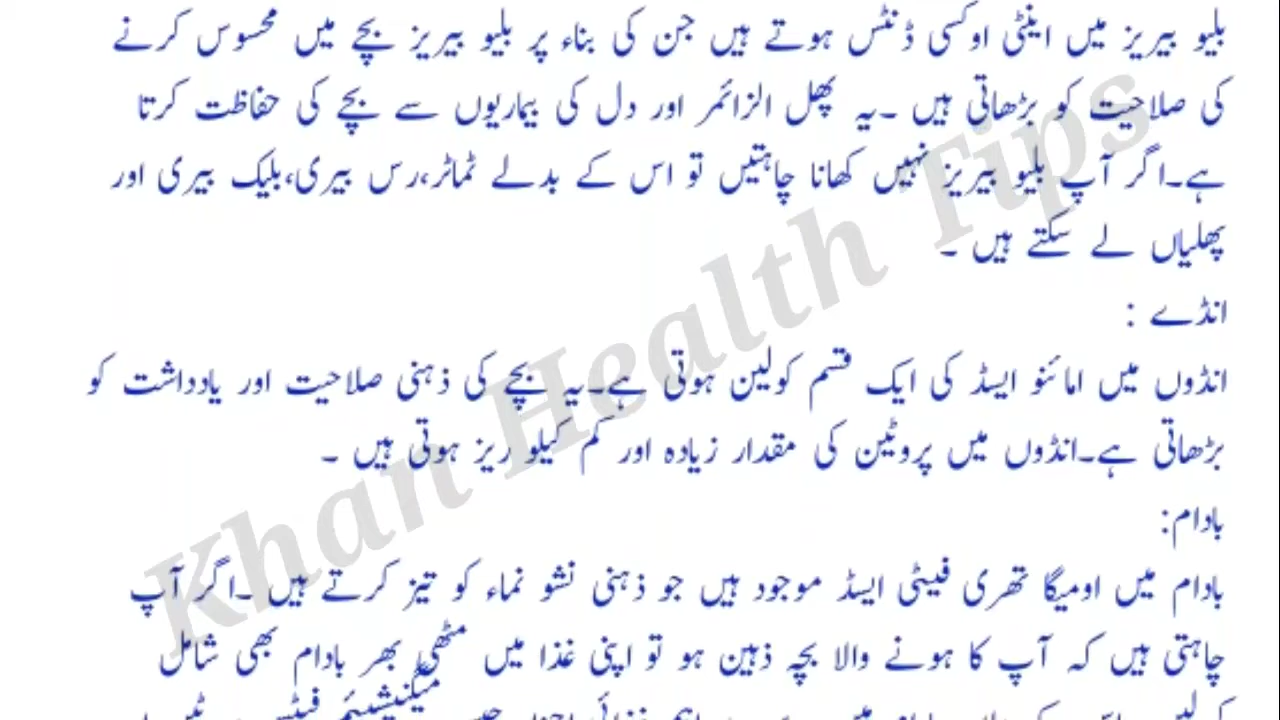 بلیو بیریز میں اینٹی اوکسی ڈنٹس ہوتے ہیں جن کی بناء پر بلیو بیریز بچے میں محسوس کرنے
کی صلاحیت کو بڑھاتی ہیں ۔یہ پھل الزائمر اور دل کی بیماریوں سے بچے کی حفاظت کرتا
ہے۔اگر آپ بلیو بیریز نہیں کھانا چاہتیں تو اس کے بدلے ٹماٹر،رس بیری،بلیک بیری اور
پھلیاں لے سکتے ہیں ۔
انڈے :
انڈوں میں امائنو ایسڈ کی ایک قسم کولین ہوتی ہے۔یہ بچے کی ذہنی صلاحیت اور یادداشت کو
بڑھاتی ہے۔انڈوں میں پروٹین کی مقدار زیادہ اور کم کیلو ریز ہوتی ہیں ۔
بادام:
بادام میں اومیگا تھری فیٹی ایسڈ موجود ہیں جو ذہنی نشو نماء کو تیز کرتے ہیں ۔اگر آپ
چاہتی ہیں کہ آپ کا ہونے والا بچہ ذہین ہو تو اپنی غذا میں مٹھی بھر بادام بھی شامل
میگنیشیئم
Khan Health Tips